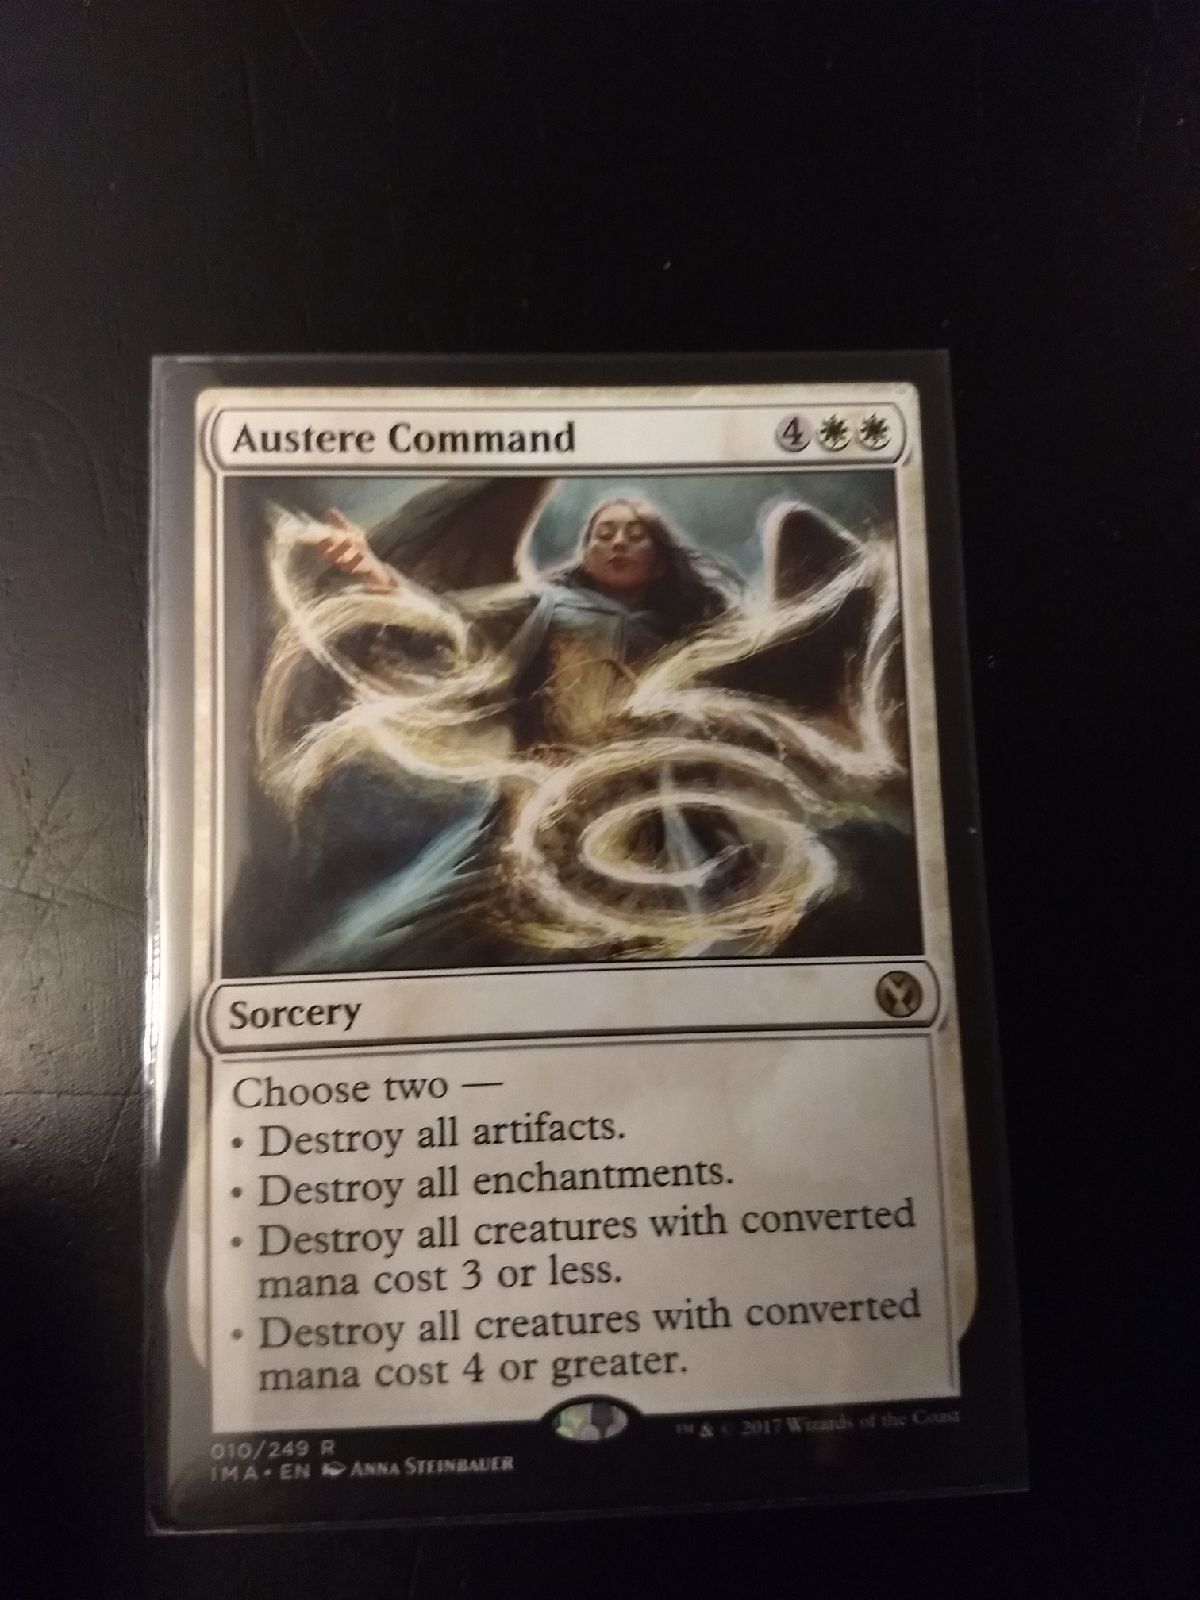 Austere Command 4
Sorcery
Choose two —
• Destroy all artifacts.
• Destroy all enchantments.
• Destroy all creatures with converted
mana cost 3 or less.
• Destroy all creatures with converted
mana cost 4 or greater.
™ & © 2017 Wizards of the Coast
010/249 R
IMA • EN ANNA STEINBAUER